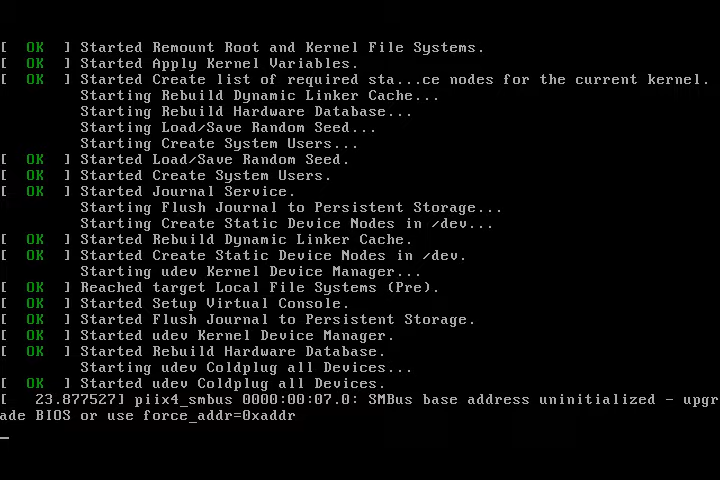 [  OK  ] Started Remount Root and Kernel File Systems.
[  OK  ] Started Apply Kernel Variables.
[  OK  ] Started Create list of required sta...ce nodes for the current kernel.
         Starting Rebuild Dynamic Linker Cache...
         Starting Rebuild Hardware Database...
         Starting Load/Save Random Seed...
         Starting Create System Users...
[  OK  ] Started Load/Save Random Seed.
[  OK  ] Started Create System Users.
[  OK  ] Started Journal Service.
         Starting Flush Journal to Persistent Storage...
         Starting Create Static Device Nodes in /dev...
[  OK  ] Started Rebuild Dynamic Linker Cache.
[  OK  ] Started Create Static Device Nodes in /dev.
         Starting udev Kernel Device Manager...
[  OK  ] Reached target Local File Systems (Pre).
[  OK  ] Started Setup Virtual Console.
[  OK  ] Started Flush Journal to Persistent Storage.
[  OK  ] Started udev Kernel Device Manager.
[  OK  ] Started Rebuild Hardware Database.
         Starting udev Coldplug all Devices...
[  OK  ] Started udev Coldplug all Devices.
[   23.877527] piix4_smbus 0000:00:07.0: SMBus base address uninitialized - upgr
ade BIOS or use force_addr=0xaddr
_